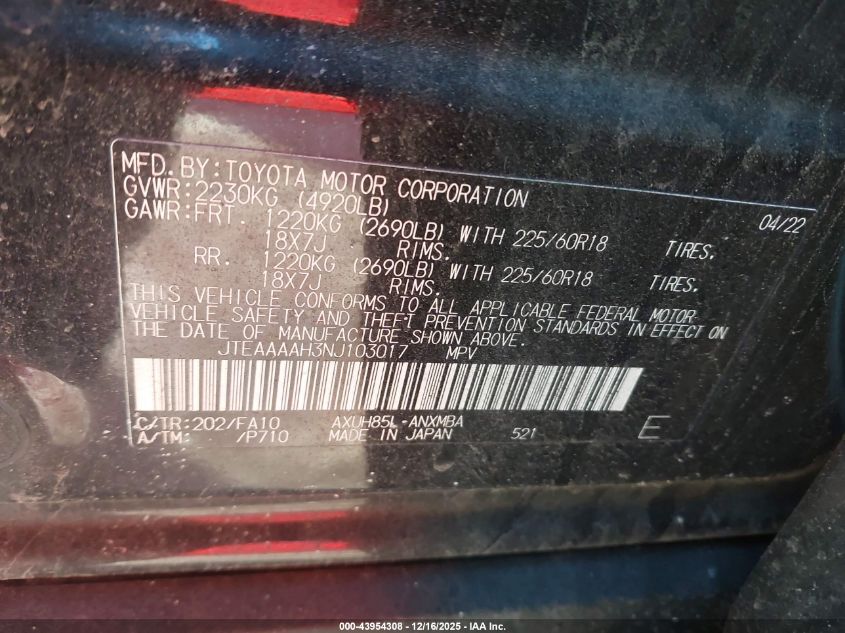 MFD. BY: TOYOTA MOTOR CORPORATION
04/22
GVWR: 2230KG (4920LB)
GAWR: FRT. 1220KG (2690LB) WITH 225/60R18 TIRES.
18X7J RIMS.
RR. 1220KG (2690LB) WITH 225/60R18 TIRES.
18X7J RIMS.
THIS VEHICLE CONFORMS TO ALL APPLICABLE FEDERAL MOTOR
VEHICLE SAFETY AND THEFT PREVENTION STANDARDS IN EFFECT ON
THE DATE OF MANUFACTURE SHOWN ABOVE.
JTEAAAAH3NJ103017 MPV
C/TR: 202/FA10 AXUH85L-ANXMBA
A/TM: /P710 MADE IN JAPAN 521 E
000-43954308 - 12/16/2025 - IAA Inc.